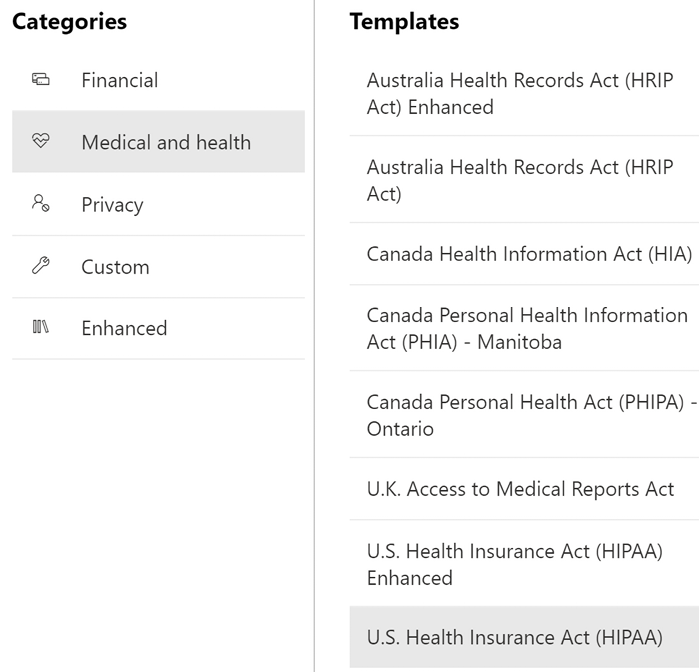 Categories
Financial
Medical and health
Privacy
Custom
Enhanced
Templates
Australia Health Records Act (HRIP
Act) Enhanced
Australia Health Records Act (HRIP
Act)
Canada Health Information Act (HIA)
Canada Personal Health Information
Act (PHIA) - Manitoba
Canada Personal Health Act (PHIPA) -
Ontario
U.K. Access to Medical Reports Act
U.S. Health Insurance Act (HIPAA)
Enhanced
U.S. Health Insurance Act (HIPAA)